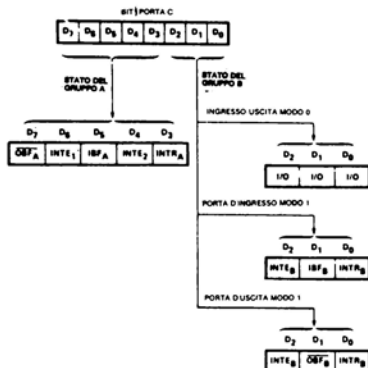 BIT PORTA C
D7 D6 D5 D4 D3 D2 D1 D0
STATO DEL GRUPPO A
STATO DEL GRUPPO B
D7 D6 D5 D4 D3
OBFA INTE1 IBFA INTE2 INTRA
INGRESSO USCITA MODO 0
D2 D1 D0
I/O I/O I/O
PORTA D'INGRESSO MODO 1
D2 D1 D0
INTEB IBFB INTRB
PORTA D'USCITA MODO 1
D2 D1 D0
INTEB OBFB INTRB